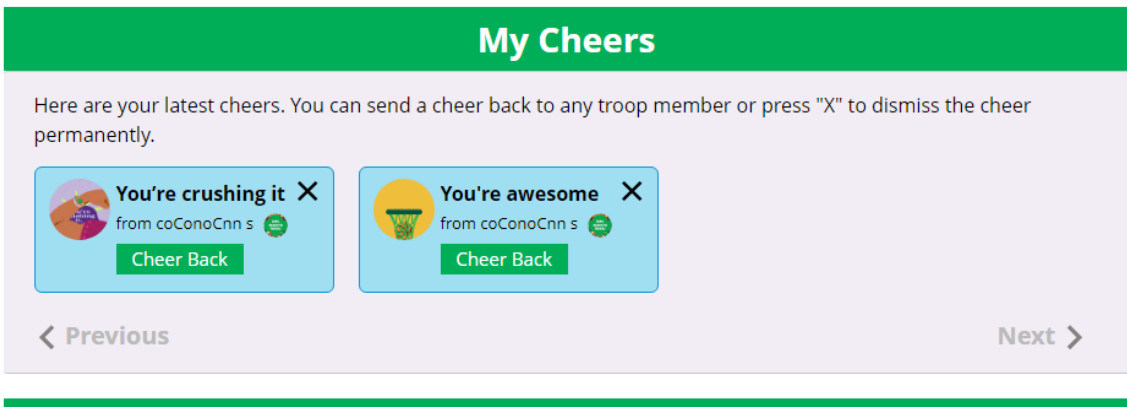 My Cheers
Here are your latest cheers. You can send a cheer back to any troop member or press "X" to dismiss the cheer
permanently.
You’re crushing it
from coConoCnn s
Cheer Back
You're awesome
from coConoCnn s
Cheer Back
Previous
Next